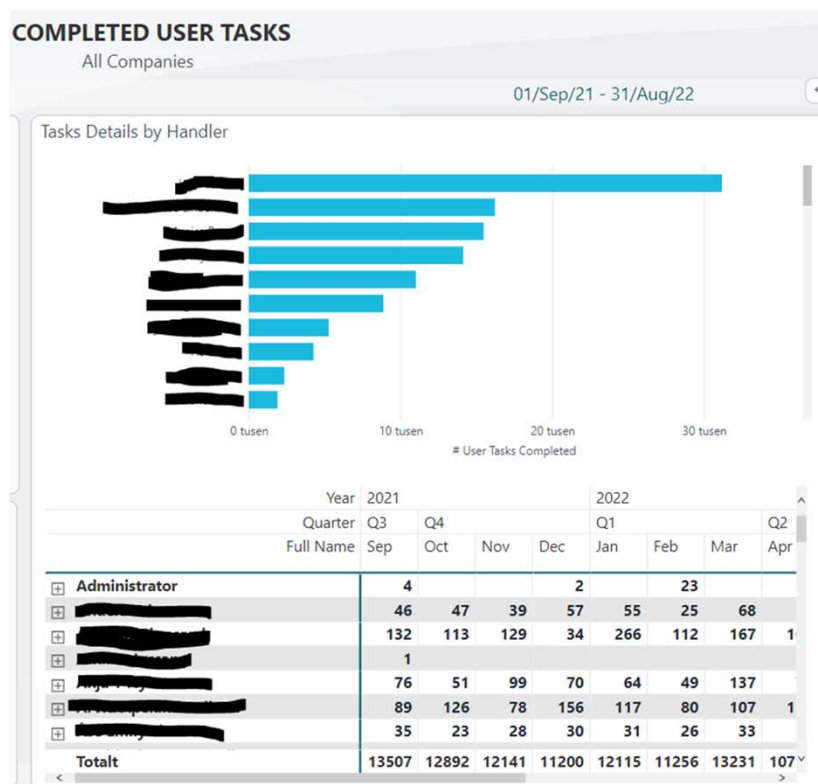 COMPLETED USER TASKS
All Companies
01/Sep/21 - 31/Aug/22
Tasks Details by Handler
0 tusen 10 tusen 20 tusen 30 tusen
# User Tasks Completed
Year 2021 2022
Quarter Q3 Q4 Q1 Q2
Full Name Sep Oct Nov Dec Jan Feb Mar Apr
Administrator 4 2 23
46 47 39 57 55 25 68
132 113 129 34 266 112 167
1
76 51 99 70 64 49 137
89 126 78 156 117 80 107
35 23 28 30 31 26 33
Totalt 13507 12892 12141 11200 12115 11256 13231 107